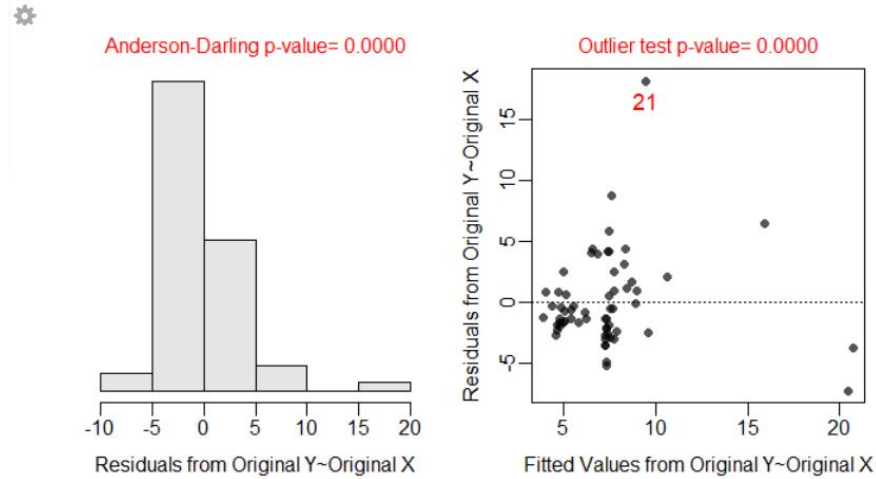 Anderson-Darling p-value= 0.0000
-10 -5 0 5 10 15 20
Residuals from Original Y~Original X
Outlier test p-value= 0.0000
Residuals from Original Y~Original X
15
10
5
0
-5
21
5 10 15 20
Fitted Values from Original Y~Original X